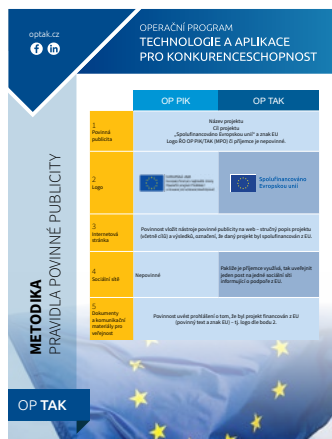 optak.cz
OPERAČNÍ PROGRAM
TECHNOLOGIE A APLIKACE
PRO KONKURENCESCHOPNOST
METODIKA
PRAVIDLA POVINNÉ PUBLICITY
OP PIK
OP TAK
1
Povinná
publicita
Název projektu
Cíl projektu
„Spolufinancováno Evropskou unií“ a znak EU
Logo ŘO OP PIK/TAK (MPO) či příjemce je nepovinné.
2
Logo
Spolufinancováno
Evropskou unií
3
Internetová
stránka
Povinnost vložit nástroje povinné publicity na web – stručný popis projektu
(včetně cílů) a výsledků, označení, že daný projekt byl spolufinancován z EU.
4
Sociální sítě
Nepovinné
Pakliže je příjemce využívá, tak uveřejnit
jeden post na jedné sociální síti
informující o podpoře z EU.
5
Dokumenty
a komunikační
materiály pro
veřejnost
Povinnost uvést prohlášení o tom, že byl projekt financován z EU
(povinný text a znak EU) – tj. logo dle bodu 2.
OP TAK